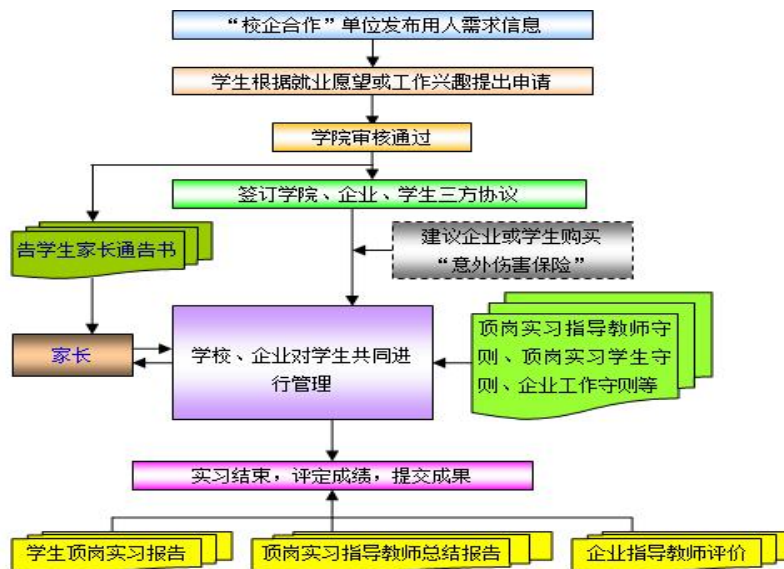 “校企合作”单位发布用人需求信息
学生根据就业愿望或工作兴趣提出申请
学院审核通过
签订学院、企业、学生三方协议
告学生家长通告书
建议企业或学生购买
“意外伤害保险”
家长
学校、企业对学生共同进
行管理
顶岗实习指导教师守
则、顶岗实习学生守
则、企业工作守则等
实习结束，评定成绩，提交成果
学生顶岗实习报告
顶岗实习指导教师总结报告
企业指导教师评价